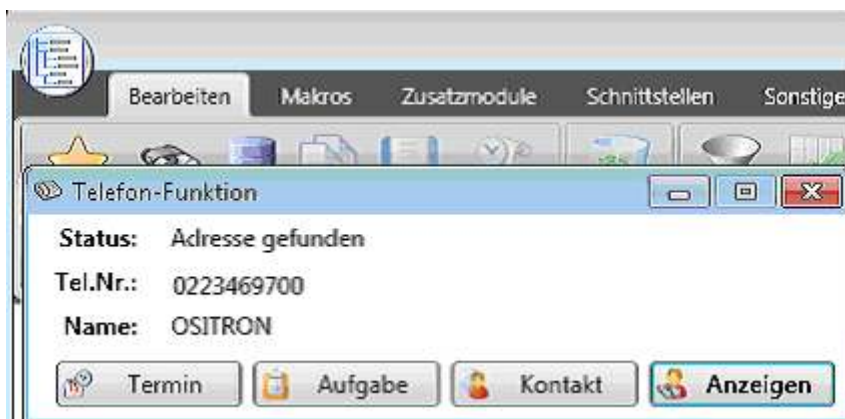 Bearbeiten Makros Zusatzmodule Schnittstellen Sonstige
Telefon-Funktion
Status: Adresse gefunden
Tel.Nr.: 0223469700
Name: OSITRON
Termin Aufgabe Kontakt Anzeigen